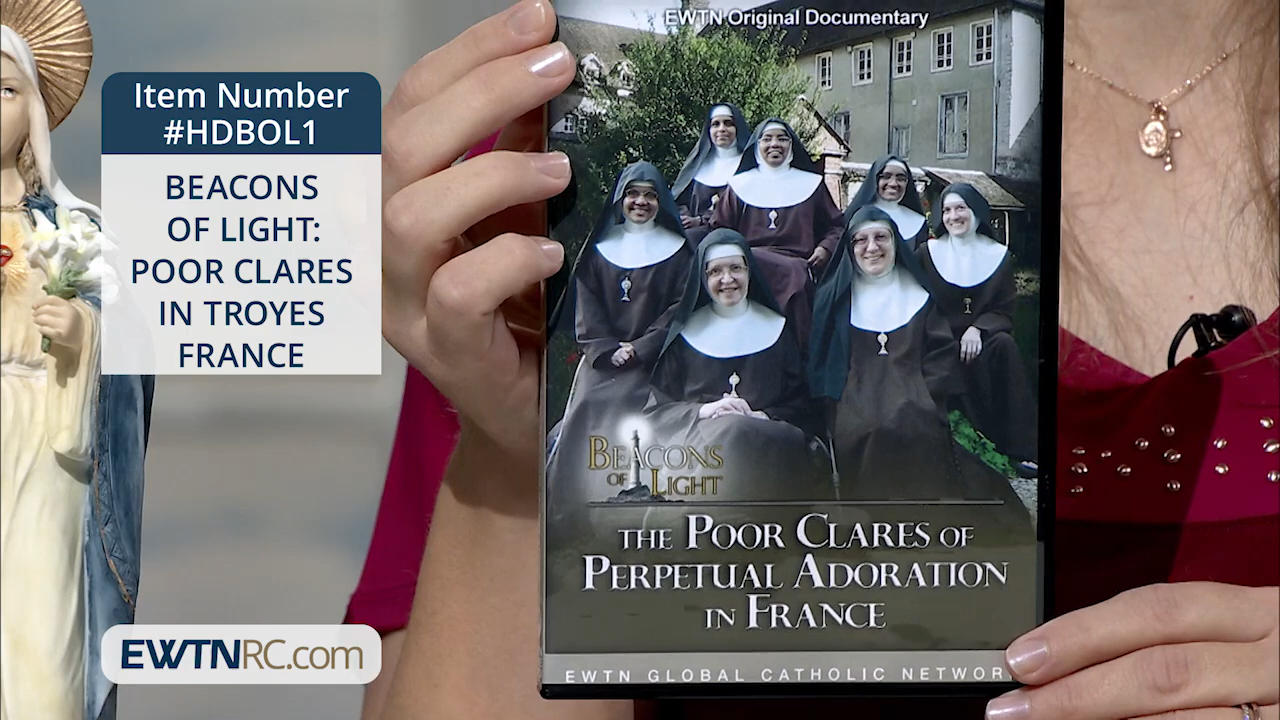 Item Number
#HDBOL1
BEACONS
OF LIGHT:
POOR CLARES
IN TROYES
FRANCE
EWTNRC.com
EWTN Original Documentary
BEACONS
OF LIGHT
THE POOR CLARES OF
PERPETUAL ADORATION
IN FRANCE
EWTN GLOBAL CATHOLIC NETWOR